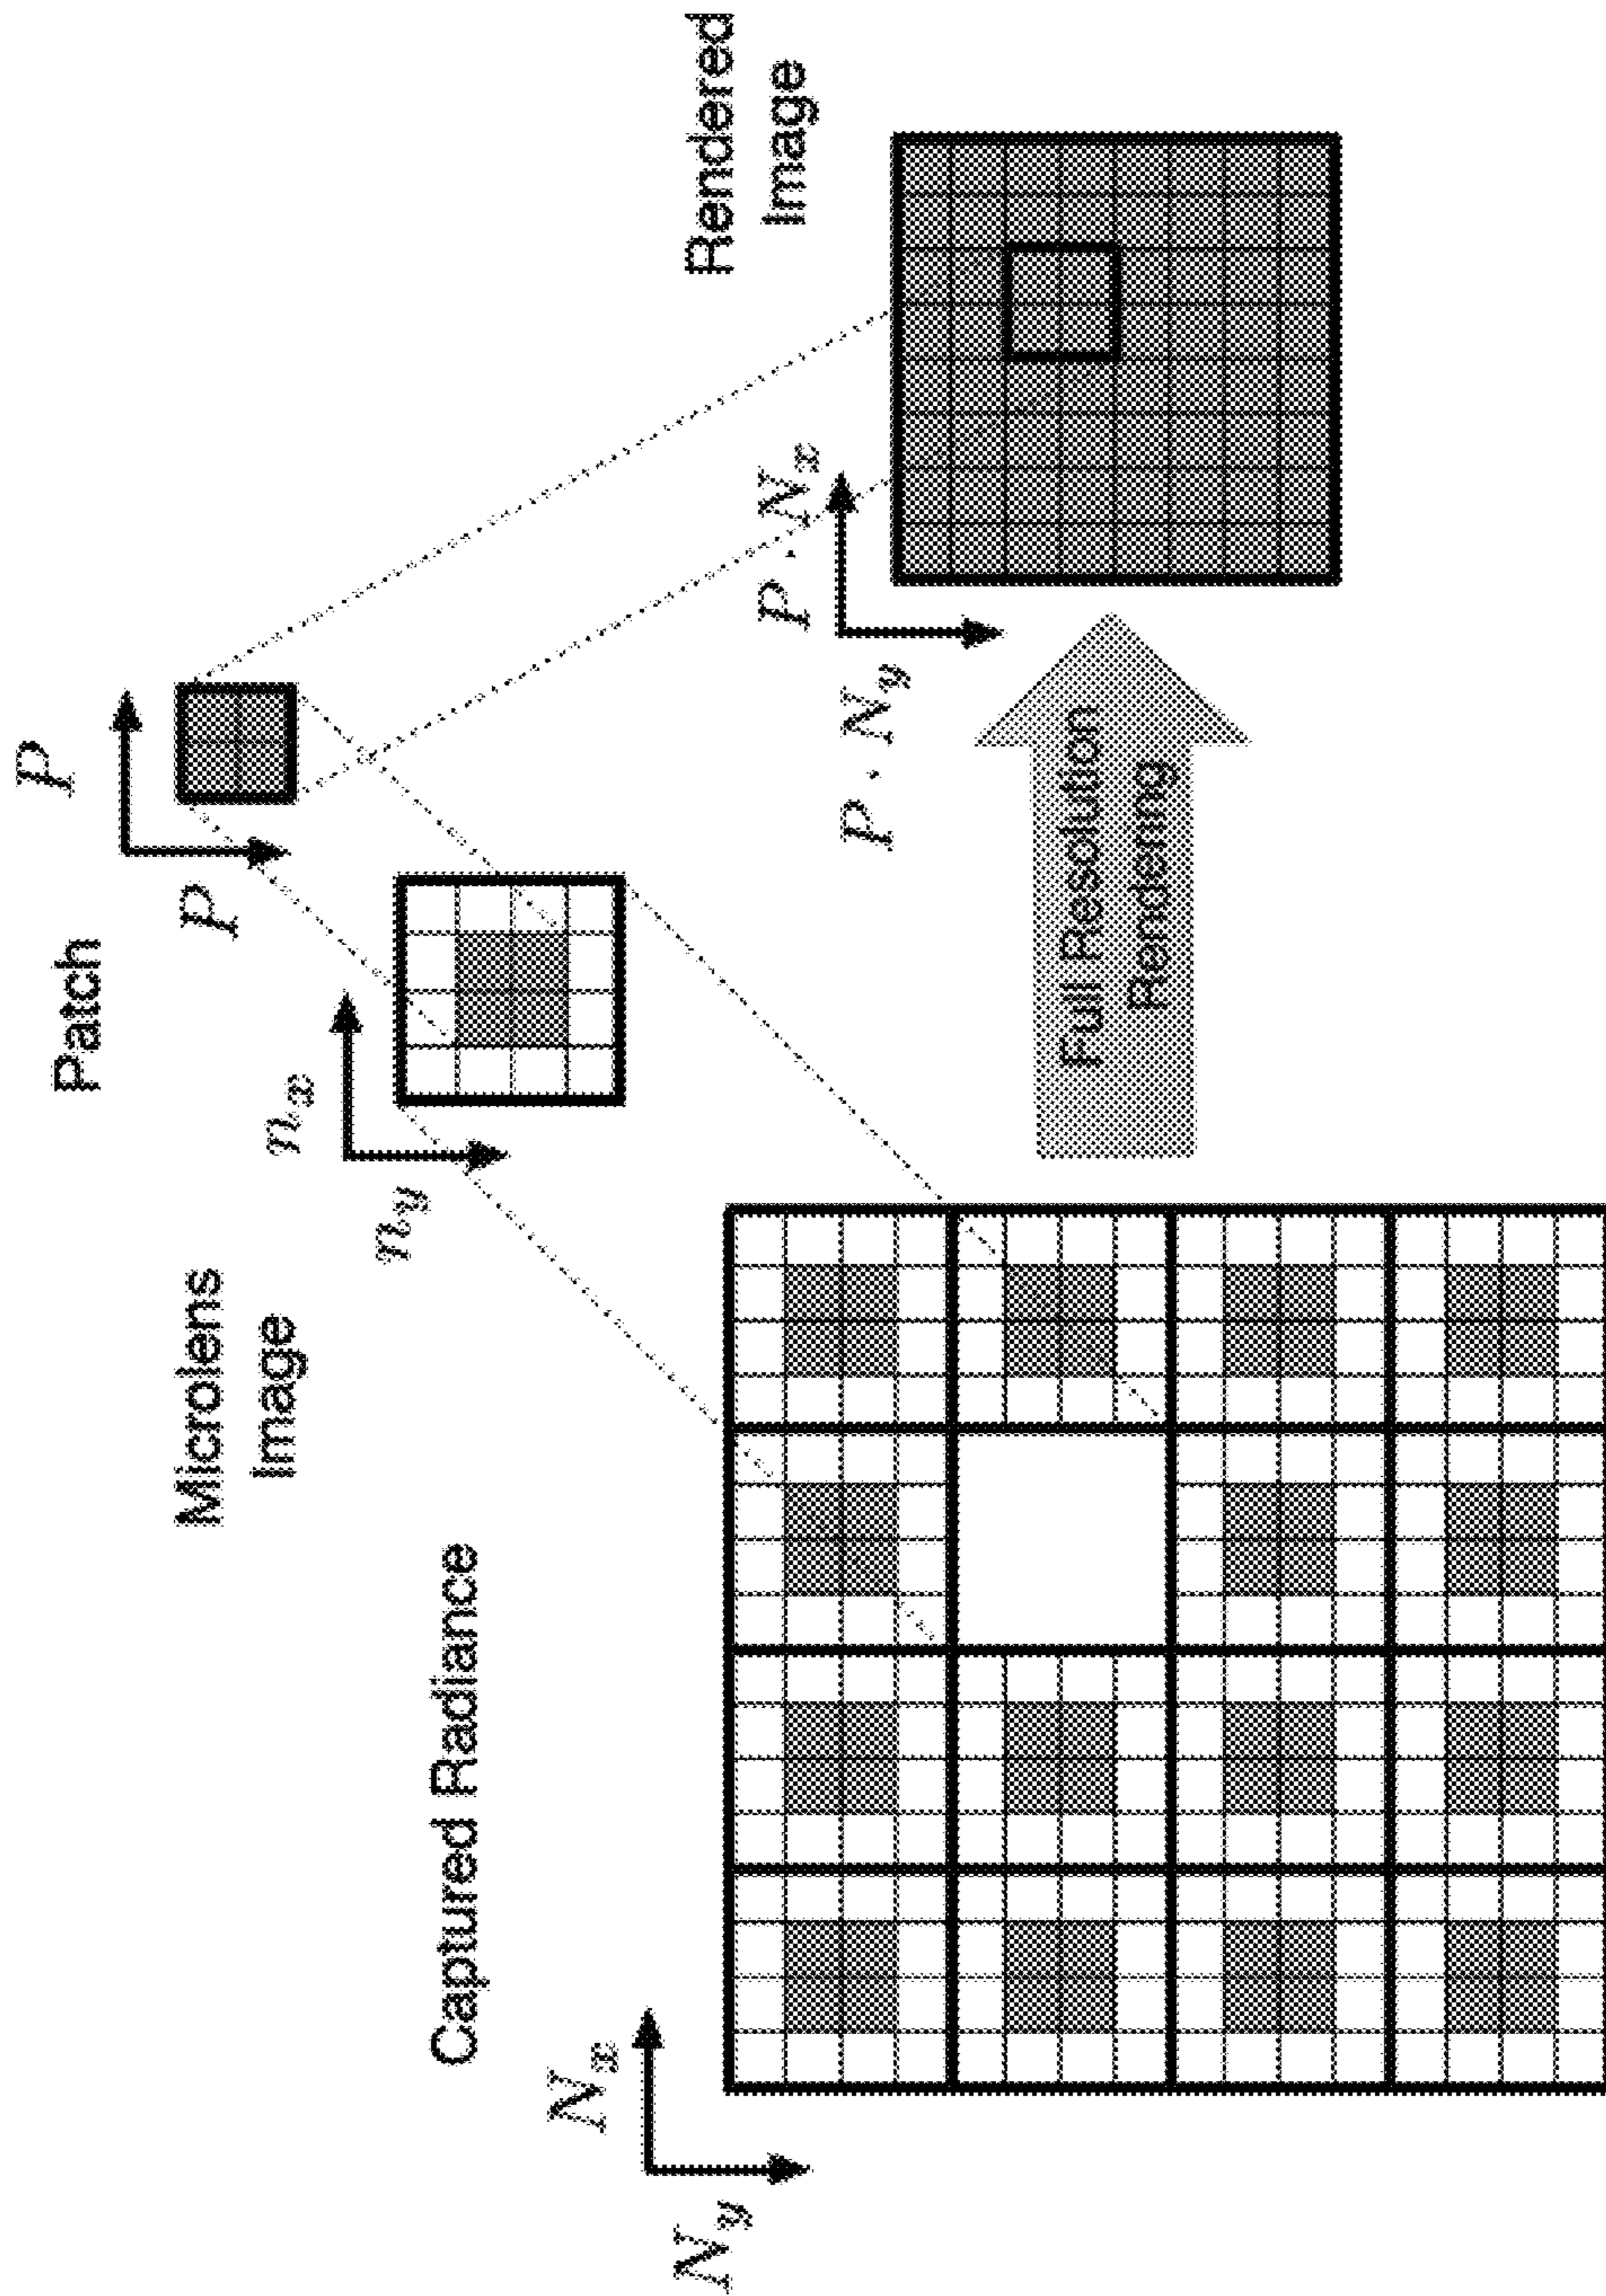 Captured Radiance
N_x
N_y
Microlens
Image
n_x
n_y
Patch
P
P
Full Resolution
Rendering
Rendered
Image
P · N_x
P · N_y